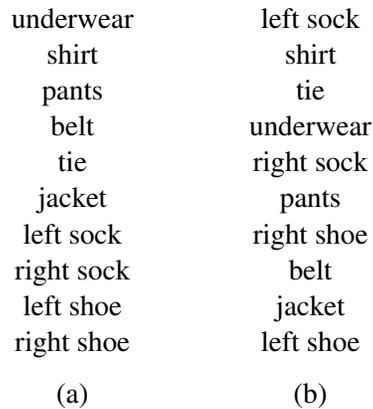 underwear
shirt
pants
belt
tie
jacket
left sock
right sock
left shoe
right shoe
(a)
left sock
shirt
tie
underwear
right sock
pants
right shoe
belt
jacket
left shoe
(b)